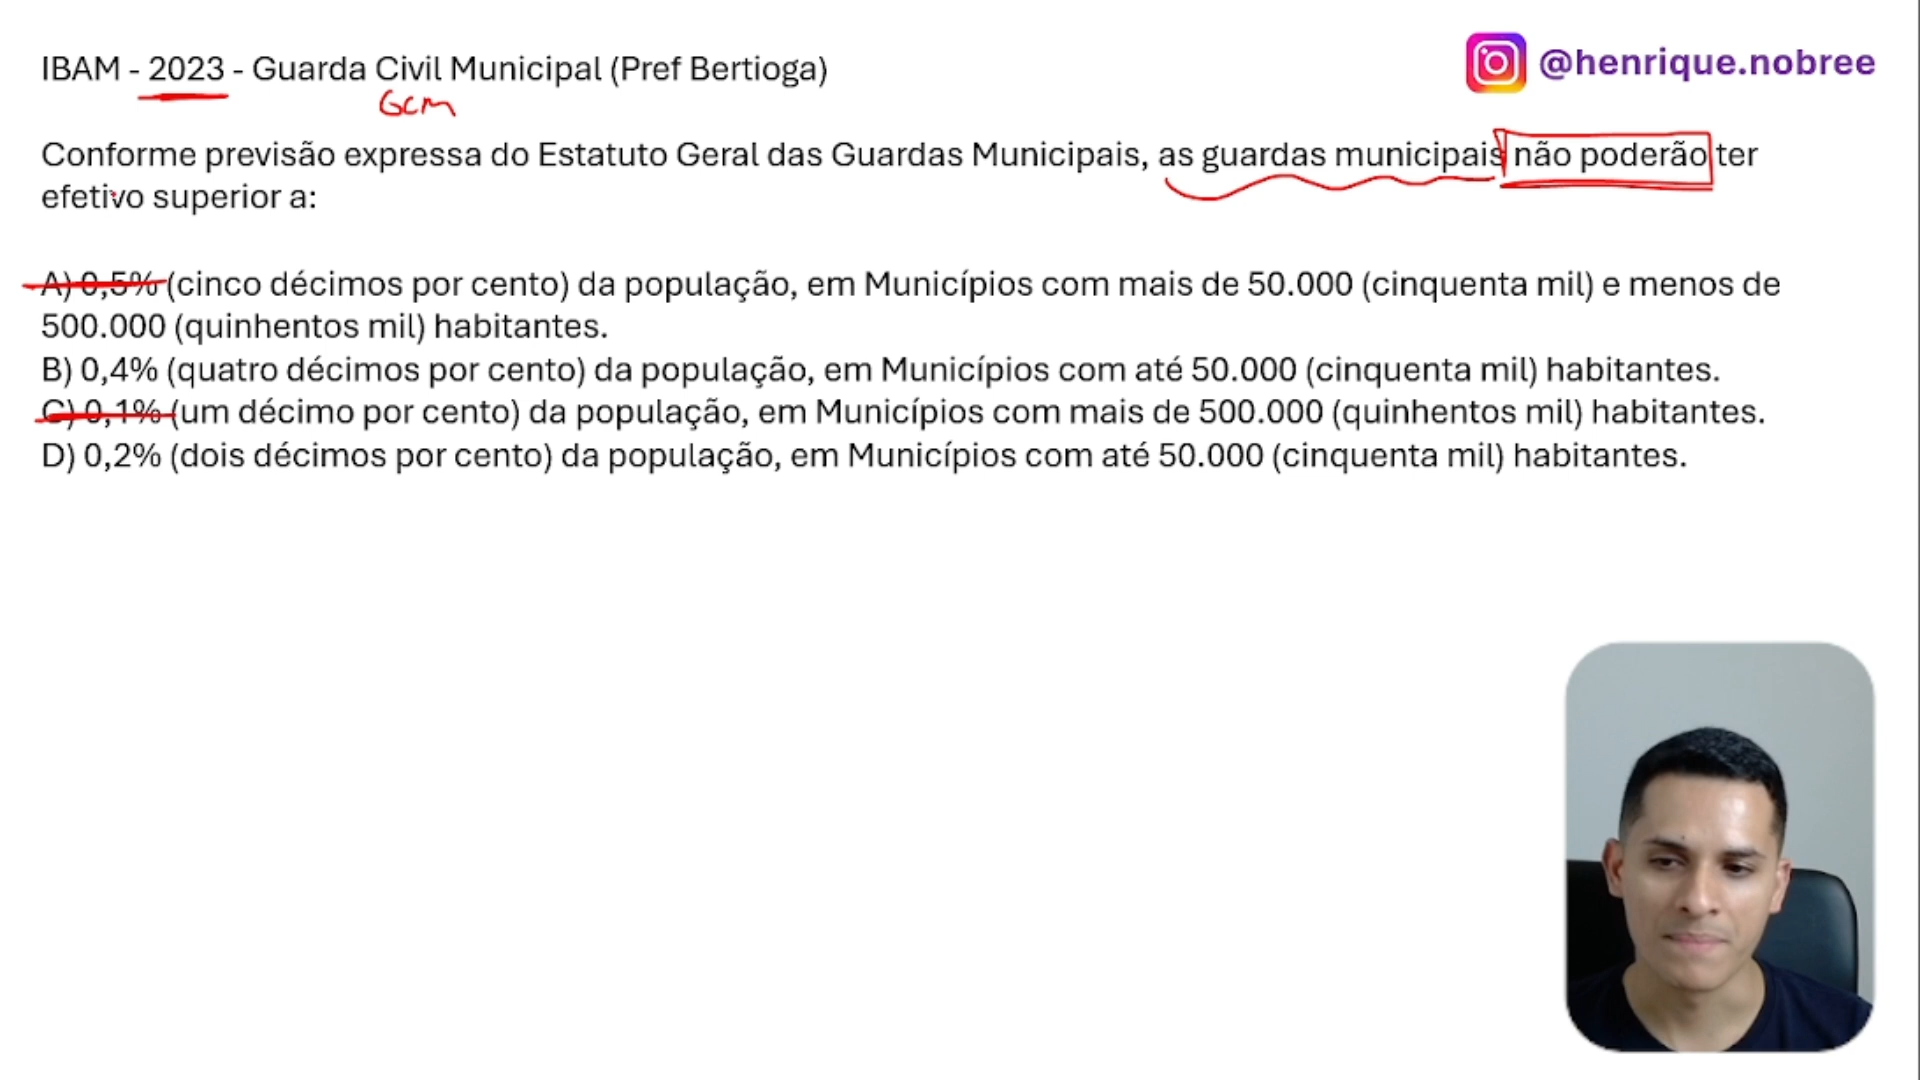 IBAM - 2023 - Guarda Civil Municipal (Pref Bertioga)
@henrique.nobree
GCM
Conforme previsão expressa do Estatuto Geral das Guardas Municipais, as guardas municipais não poderão ter
efetivo superior a:
A) 0,5% (cinco décimos por cento) da população, em Municípios com mais de 50.000 (cinquenta mil) e menos de
500.000 (quinhentos mil) habitantes.
B) 0,4% (quatro décimos por cento) da população, em Municípios com até 50.000 (cinquenta mil) habitantes.
C) 0,1% (um décimo por cento) da população, em Municípios com mais de 500.000 (quinhentos mil) habitantes.
D) 0,2% (dois décimos por cento) da população, em Municípios com até 50.000 (cinquenta mil) habitantes.